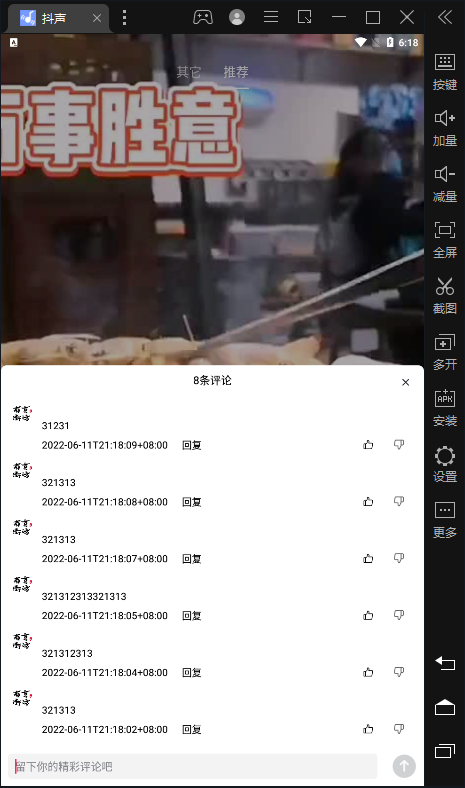 抖声
A
6:18
其它 推荐
事胜意
按键
加量
减量
全屏
截图
多开
APK
安装
设置
更多
8条评论
31231
2022-06-11T21:18:09+08:00 回复
321313
2022-06-11T21:18:08+08:00 回复
321313
2022-06-11T21:18:07+08:00 回复
321312313321313
2022-06-11T21:18:05+08:00 回复
321312313
2022-06-11T21:18:04+08:00 回复
321313
2022-06-11T21:18:02+08:00 回复
留下你的精彩评论吧